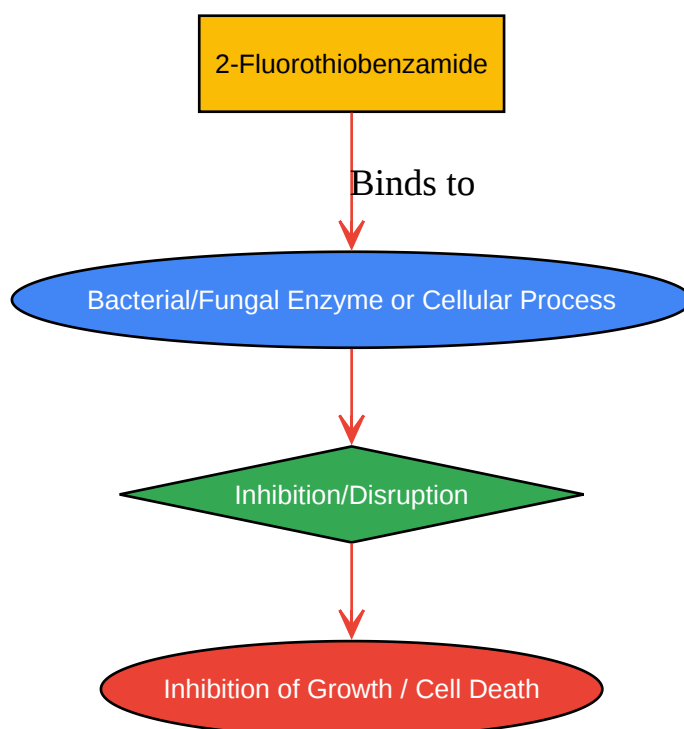 2-Fluorothiobenzamide
Binds to
Bacterial/Fungal Enzyme or Cellular Process
Inhibition/Disruption
Inhibition of Growth / Cell Death